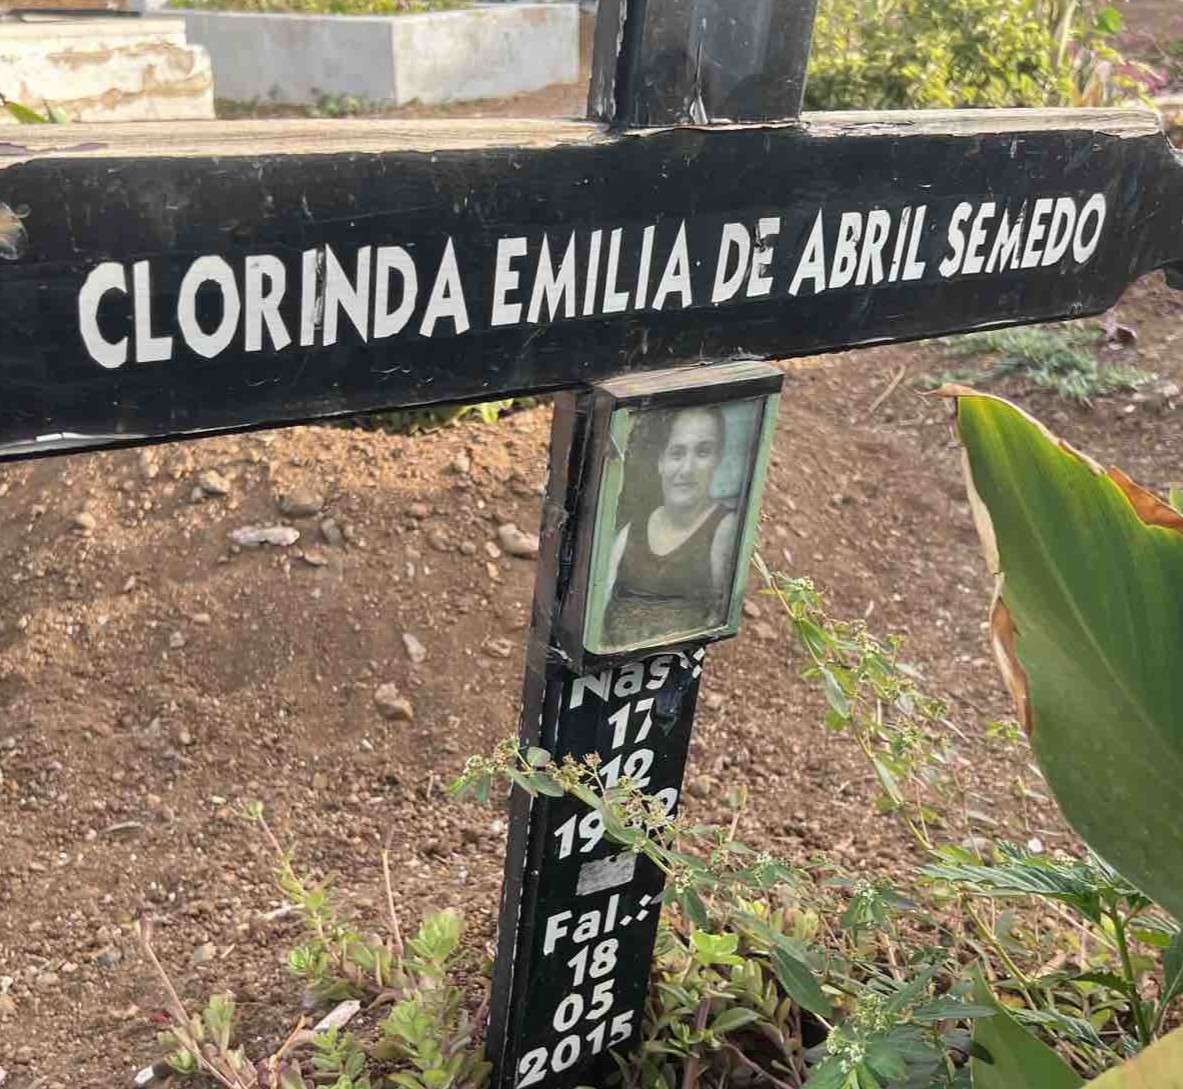 CLORINDA EMILIA DE ABRIL SEMEDO
Nas.:
17
12
Fal.:
18
05
2015